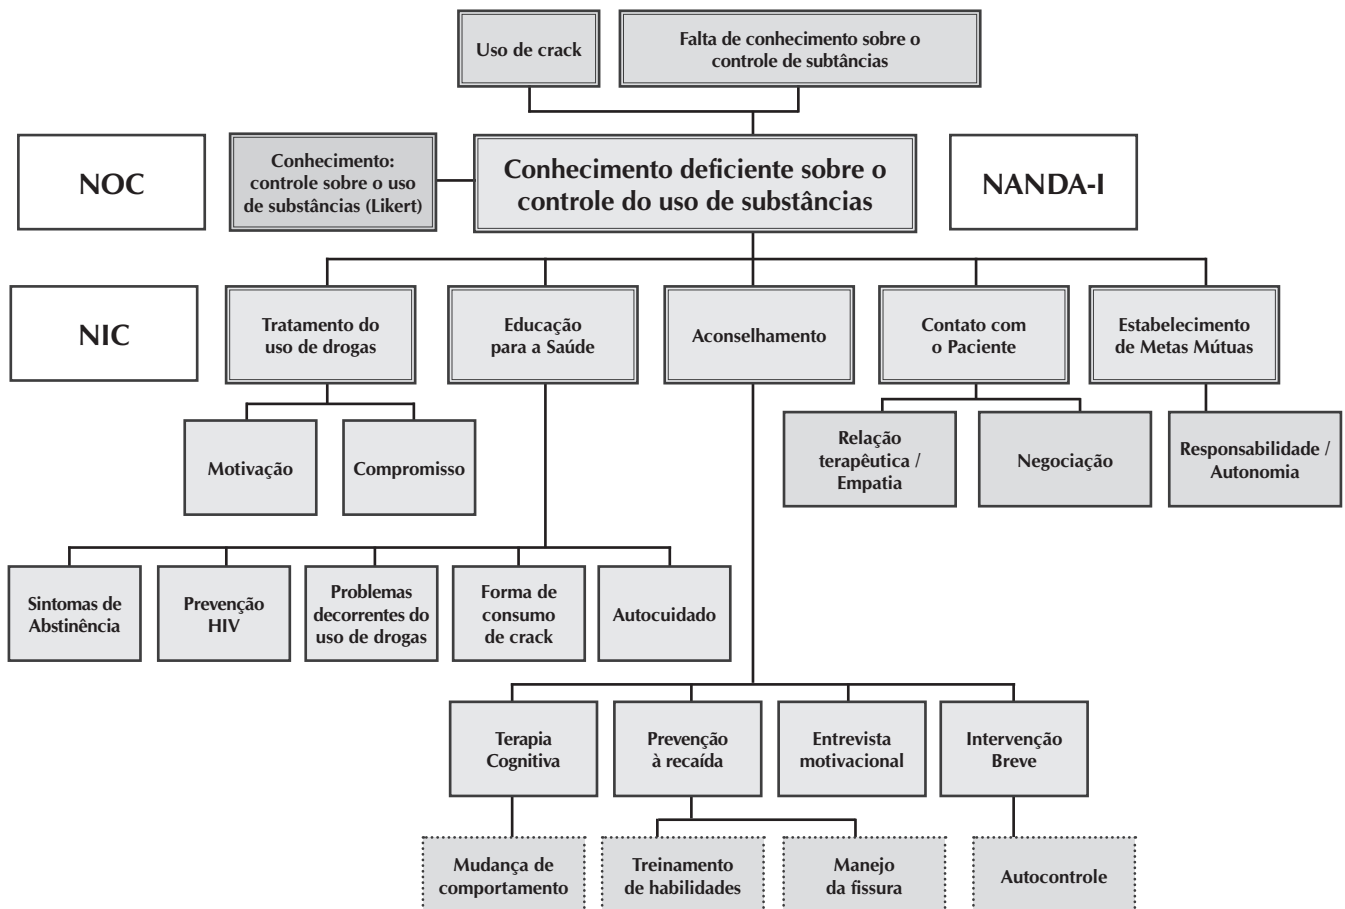 Uso de crack
Falta de conhecimento sobre o
controle de subtâncias
NOC
Conhecimento:
controle sobre o uso
de substâncias (Likert)
Conhecimento deficiente sobre o
controle do uso de substâncias
NANDA-I
NIC
Tratamento do
uso de drogas
Educação
para a Saúde
Aconselhamento
Contato com
o Paciente
Estabelecimento
de Metas Mútuas
Motivação
Compromisso
Relação
terapêutica /
Empatia
Negociação
Responsabilidade /
Autonomia
Sintomas de
Abstinência
Prevenção
HIV
Problemas
decorrentes do
uso de drogas
Forma de
consumo
de crack
Autocuidado
Terapia
Cognitiva
Prevenção
à recaída
Entrevista
motivacional
Intervenção
Breve
Mudança de
comportamento
Treinamento
de habilidades
Manejo
da fissura
Autocontrole